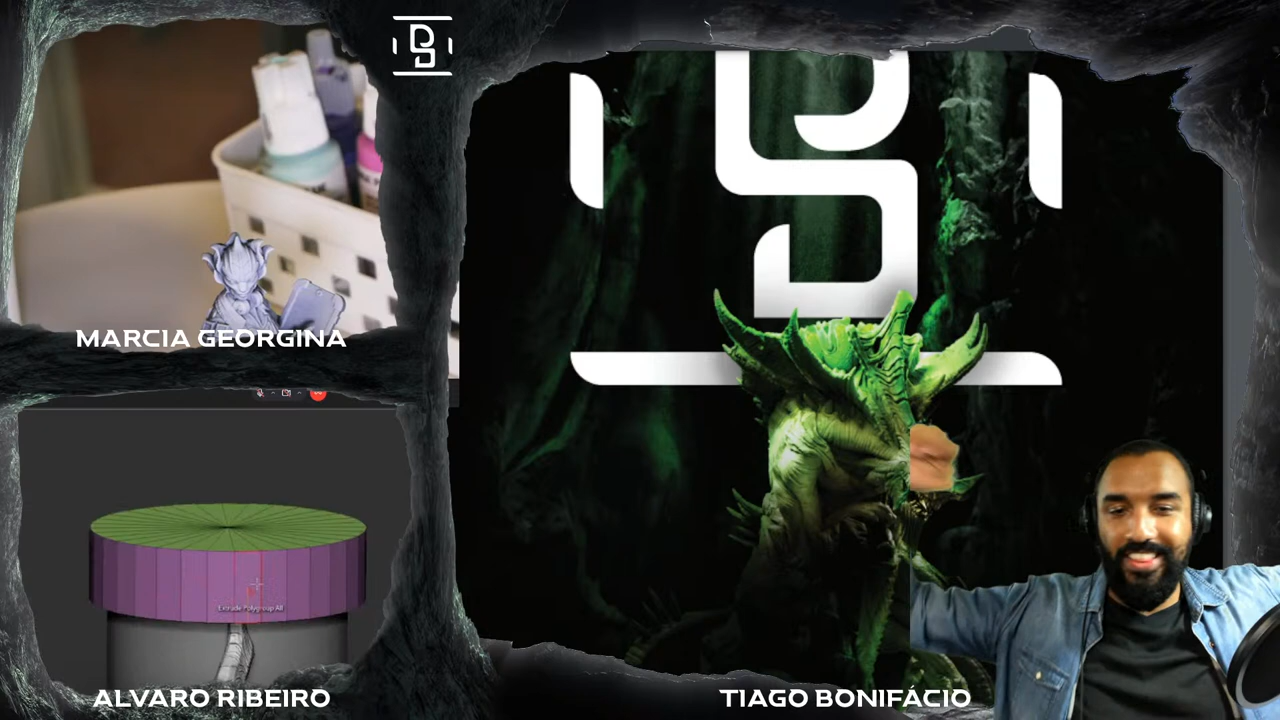 MARCIA GEORGINA
Extrude Polygroup All
ALVARO RIBEIRO
TIAGO BONIFÁCIO